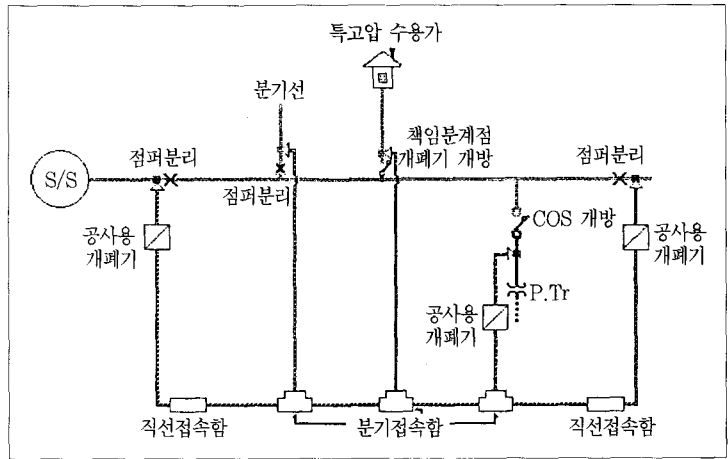 특고압 수용가
분기선
책임분계점
개폐기 개방
점퍼분리
점퍼분리
S/S
점퍼분리
COS 개방
공사용
개폐기
공사용
개폐기
P.Tr
공사용
개폐기
직선접속함
분기접속함
직선접속함